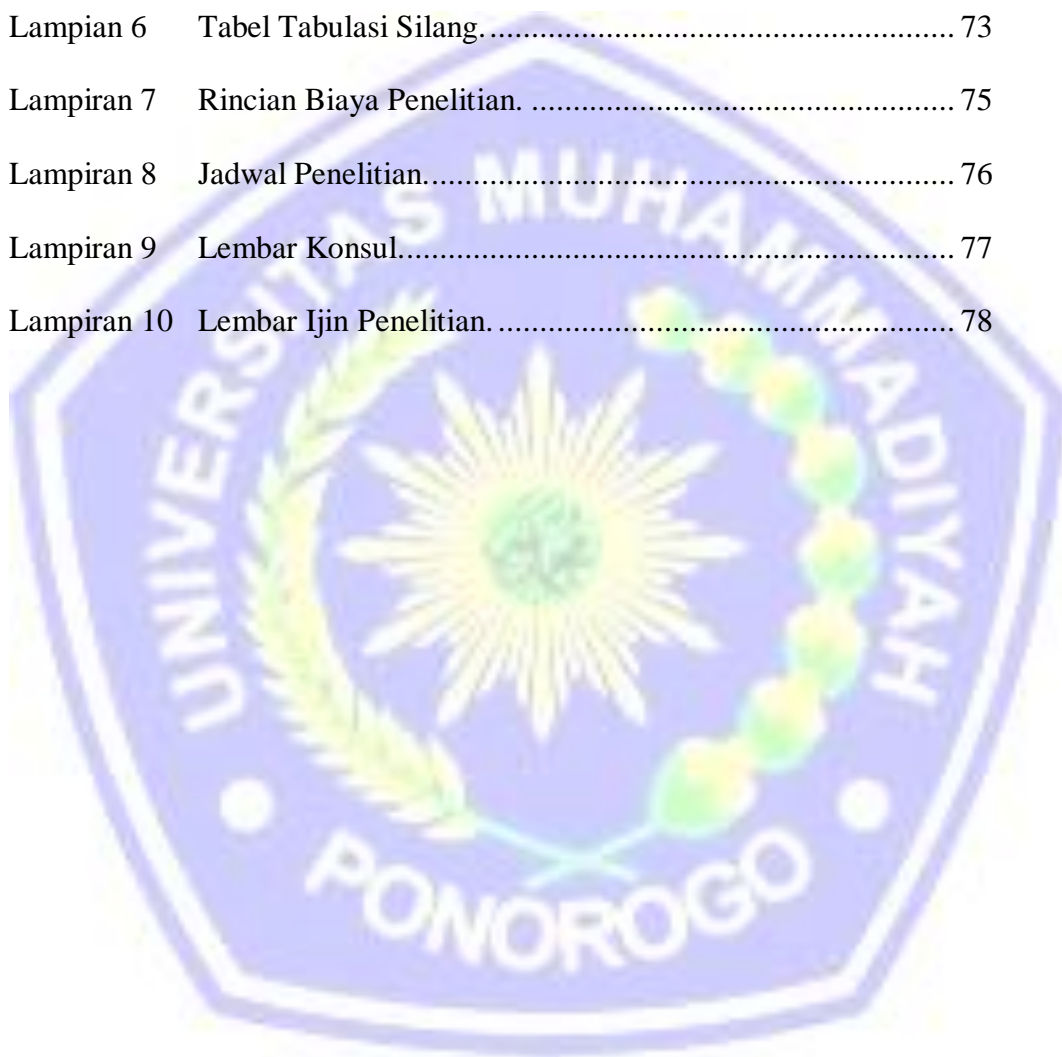 Lampian 6 Tabel Tabulasi Silang. ....................................................... 73
Lampiran 7 Rincian Biaya Penelitian. .................................................. 75
Lampiran 8 Jadwal Penelitian............................................................... 76
Lampiran 9 Lembar Konsul.................................................................. 77
Lampiran 10 Lembar Ijin Penelitian. ...................................................... 78
UNIVERSITAS MUHAMMADIYAH
PONOROGO